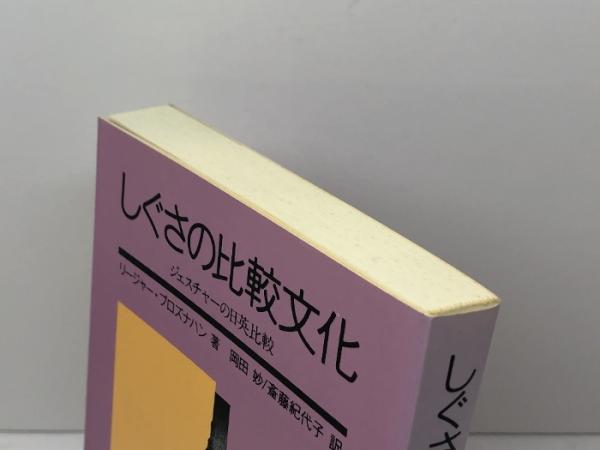 しぐさの比較文化
ジェスチャーの日英比較
リージャー・ブロズナハン 著 岡田 妙/斎藤紀代子 訳
しぐさ